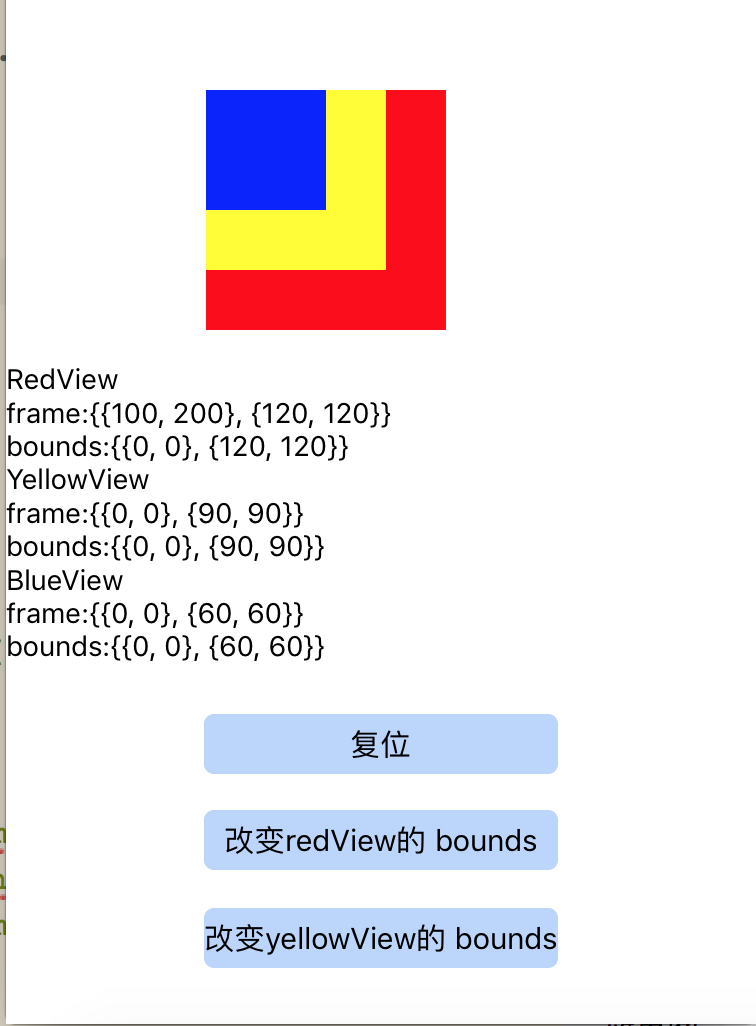 RedView
frame:{{100, 200}, {120, 120}}
bounds:{{0, 0}, {120, 120}}
YellowView
frame:{{0, 0}, {90, 90}}
bounds:{{0, 0}, {90, 90}}
BlueView
frame:{{0, 0}, {60, 60}}
bounds:{{0, 0}, {60, 60}}
复位
改变redView的 bounds
改变yellowView的 bounds